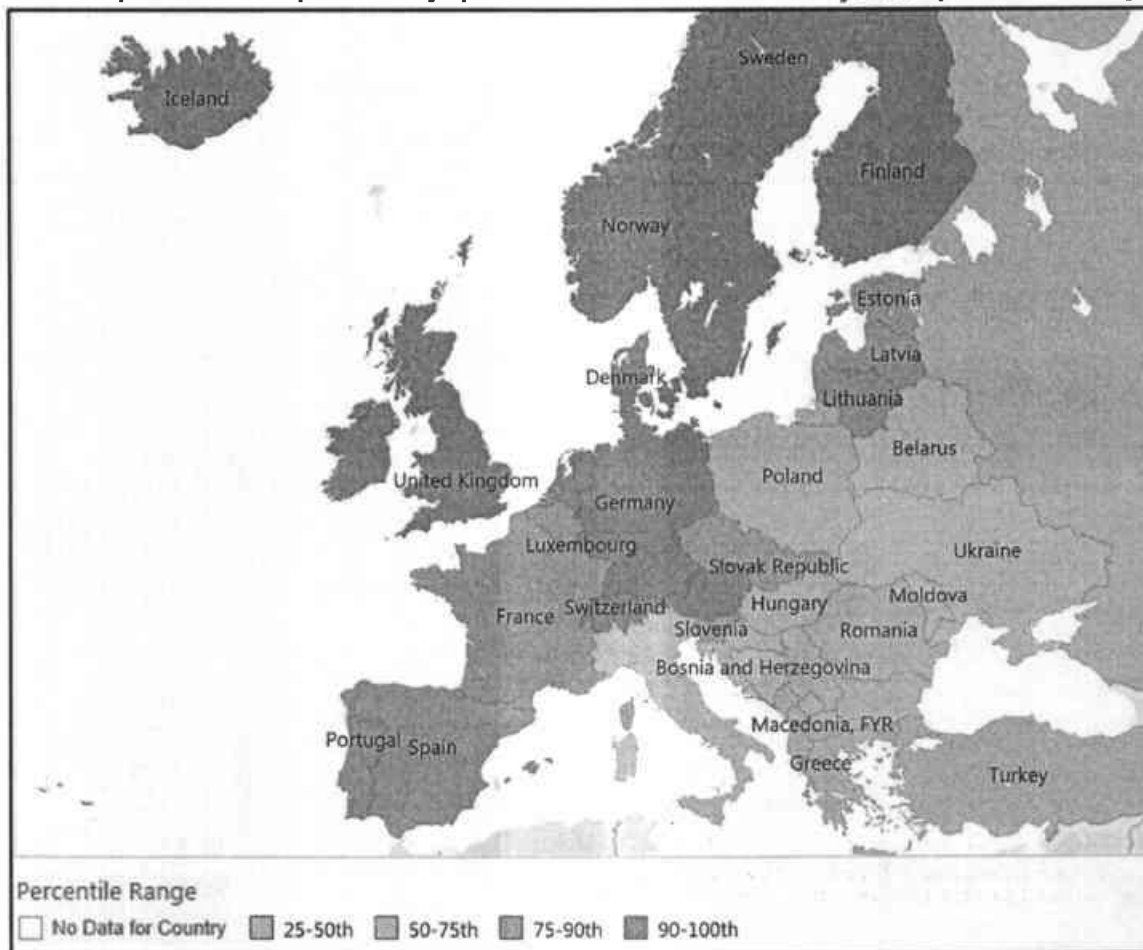 Sweden
Iceland
Finland
Norway
Estonia
Latvia
Denmark
Lithuania
Belarus
United Kingdom
Poland
Germany
Luxembourg
Ukraine
Slovak Republic
Moldova
Switzerland
Hungary
France
Slovenia
Romania
Bosnia and Herzegovina
Macedonia, FYR
Portugal
Spain
Greece
Turkey
Percentile Range
No Data for Country 25-50th 50-75th 75-90th 90-100th